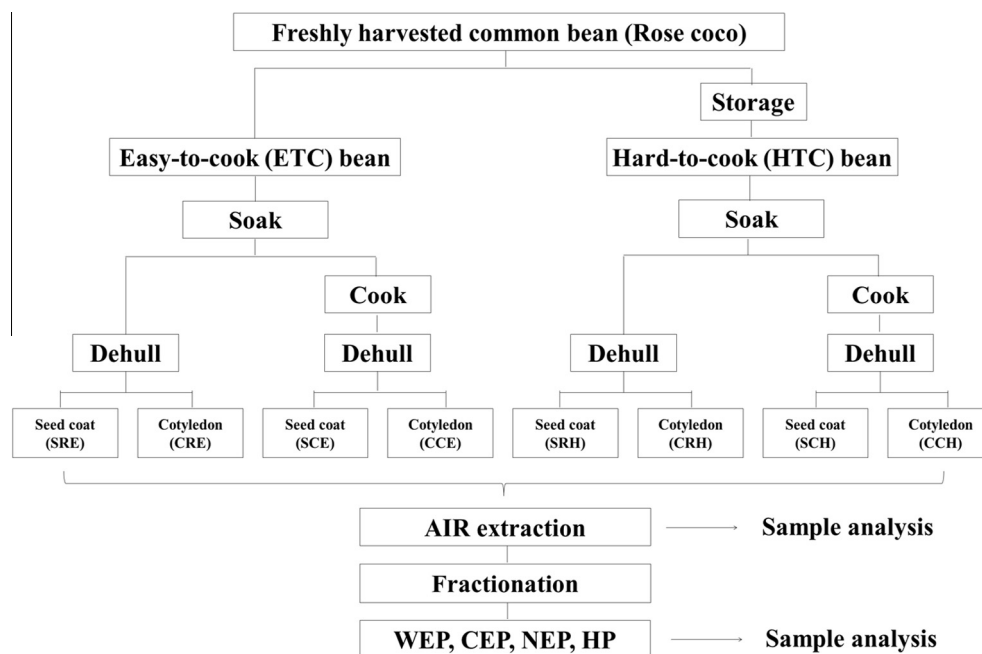 Freshly harvested common bean (Rose coco)
Storage
Easy-to-cook (ETC) bean
Hard-to-cook (HTC) bean
Soak
Soak
Cook
Cook
Dehull
Dehull
Dehull
Dehull
Seed coat
(SRE)
Cotyledon
(CRE)
Seed coat
(SCE)
Cotyledon
(CCE)
Seed coat
(SRH)
Cotyledon
(CRH)
Seed coat
(SCH)
Cotyledon
(CCH)
AIR extraction
Sample analysis
Fractionation
WEP, CEP, NEP, HP
Sample analysis